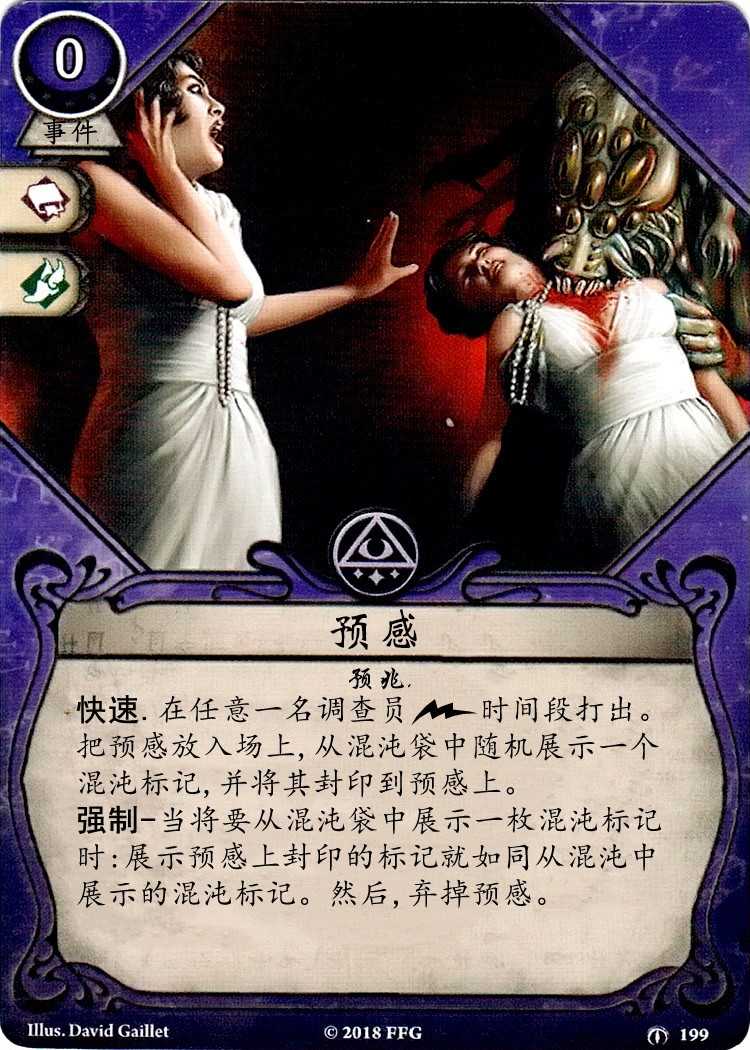 0
事件
预感
预兆.
快速. 在任意一名调查员 时间段打出。
把预感放入场上, 从混沌袋中随机展示一个
混沌标记, 并将其封印到预感上。
强制-当将要从混沌袋中展示一枚混沌标记
时:展示预感上封印的标记就如同从混沌中
展示的混沌标记。然后, 弃掉预感。
Illus. David Gaillet
© 2018 FFG
199